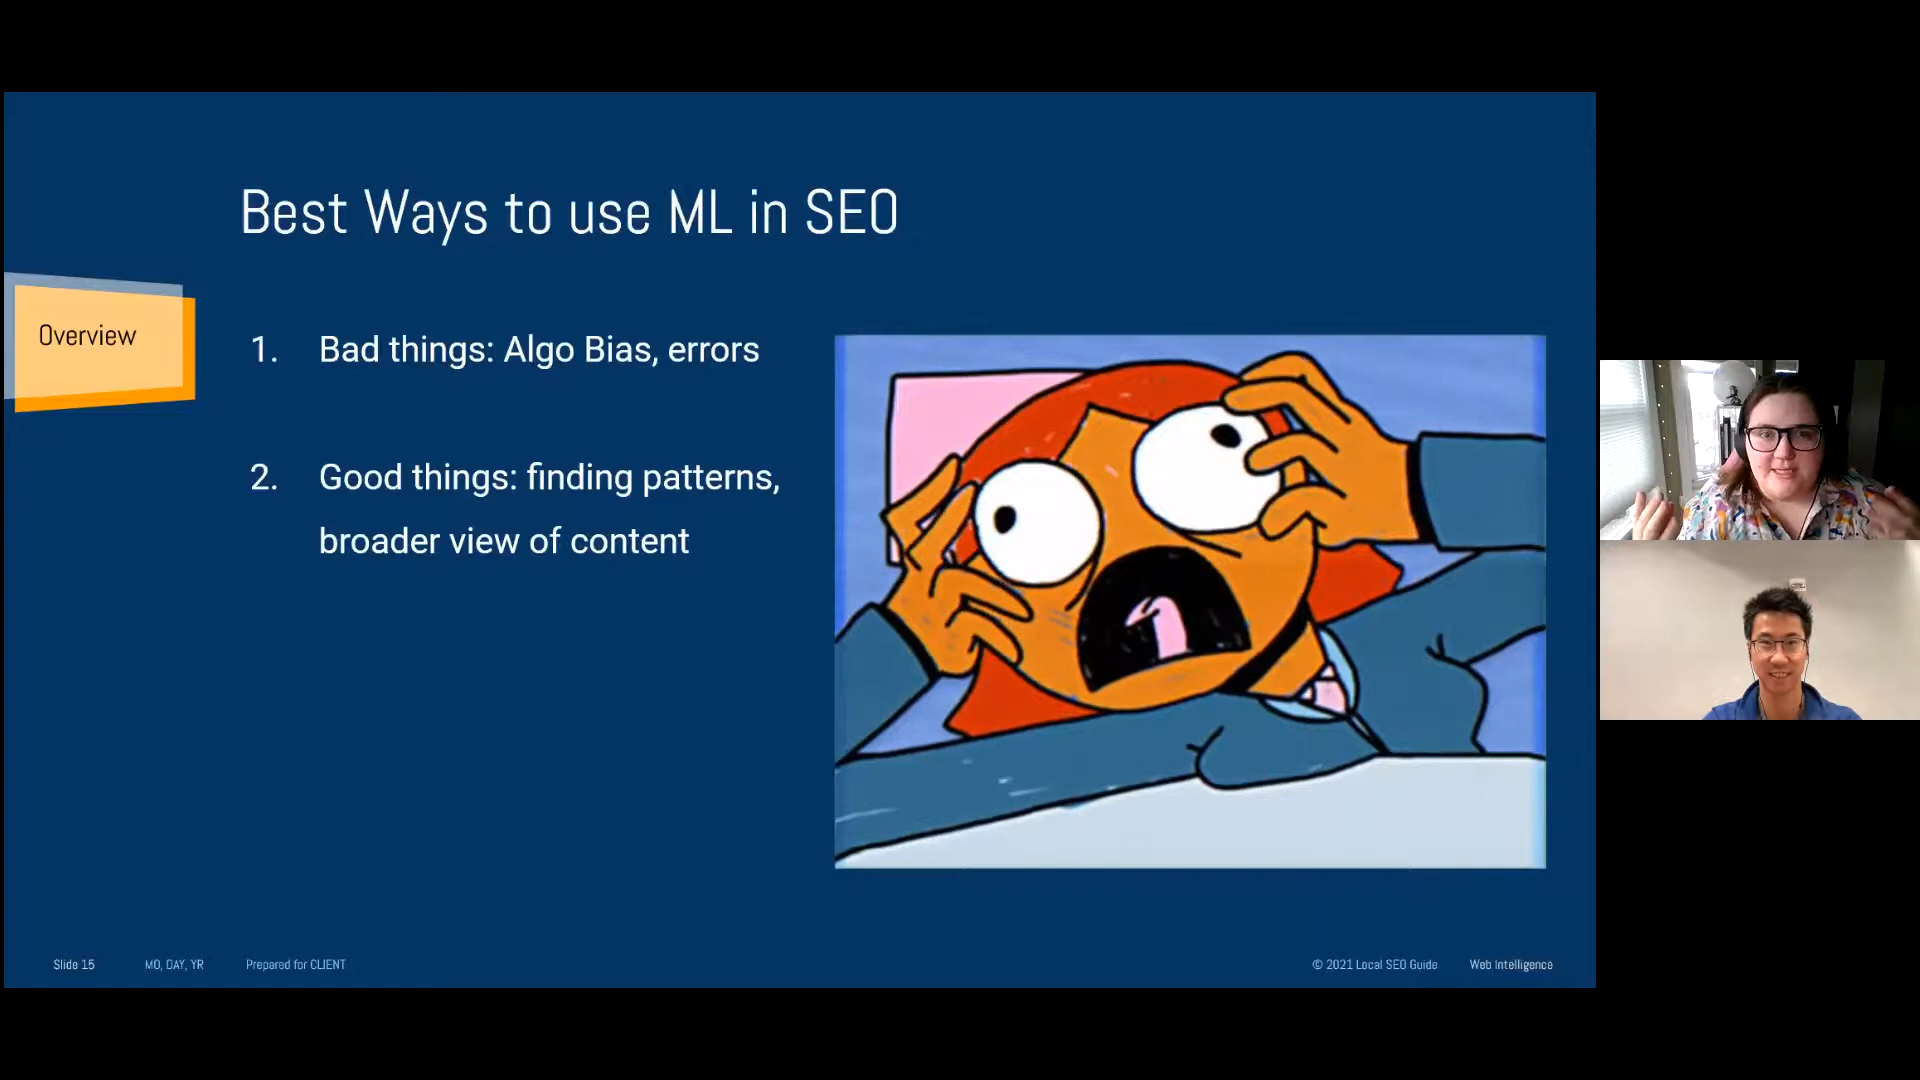 Best Ways to use ML in SEO
Overview
1. Bad things: Algo Bias, errors
2. Good things: finding patterns,
broader view of content
Slide 15 MO, DAY, YR Prepared for CLIENT © 2021 Local SEO Guide Web Intelligence